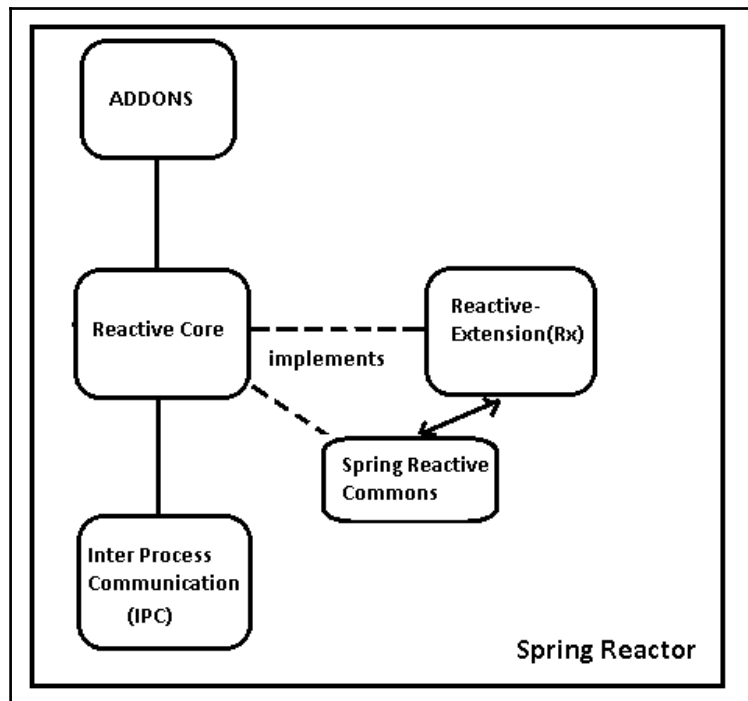 ADDONS
Reactive Core
Reactive-
Extension(Rx)
implements
Spring Reactive
Commons
Inter Process
Communication
(IPC)
Spring Reactor